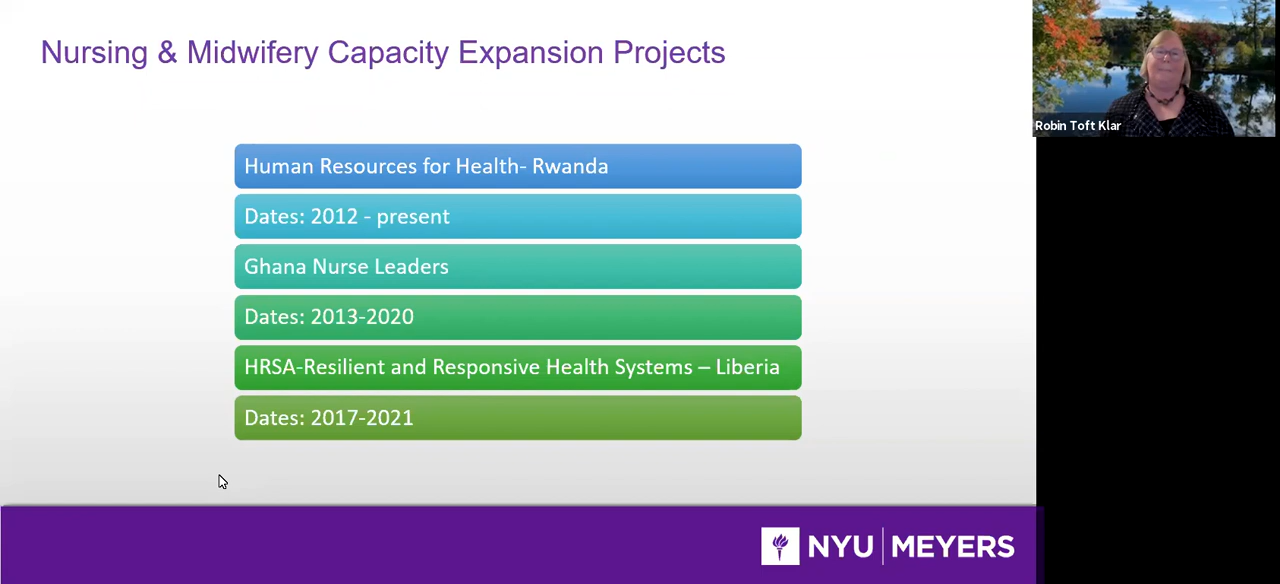 Nursing & Midwifery Capacity Expansion Projects
Robin Toft Klar
Human Resources for Health- Rwanda
Dates: 2012 - present
Ghana Nurse Leaders
Dates: 2013-2020
HRSA-Resilient and Responsive Health Systems – Liberia
Dates: 2017-2021
NYU | MEYERS